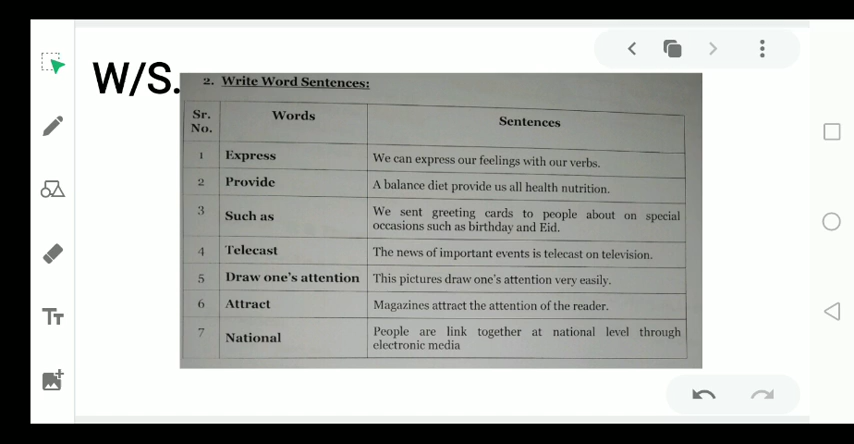 W/S.
2. Write Word Sentences:
Sr. No. Words Sentences
1 Express We can express our feelings with our verbs.
2 Provide A balance diet provide us all health nutrition.
3 Such as We sent greeting cards to people about on special
occasions such as birthday and Eid.
4 Telecast The news of important events is telecast on television.
5 Draw one's attention This pictures draw one's attention very easily.
6 Attract Magazines attract the attention of the reader.
7 National People are link together at national level through
electronic media
TT